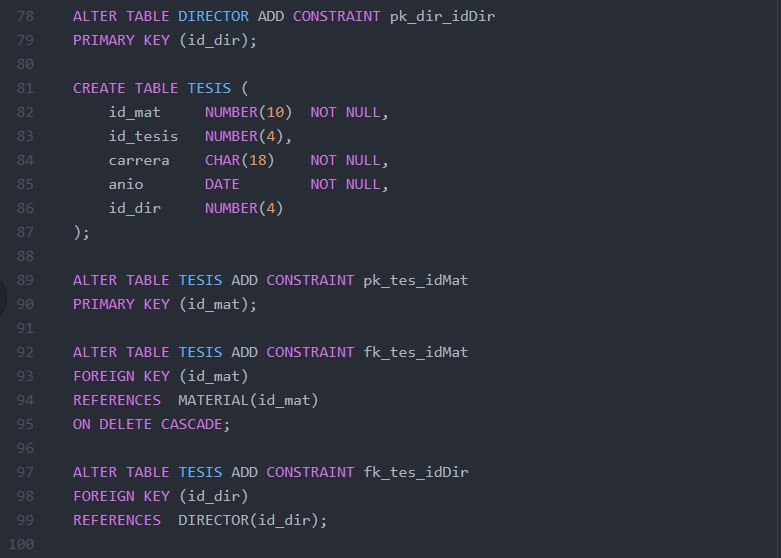 78 ALTER TABLE DIRECTOR ADD CONSTRAINT pk_dir_idDir
79 PRIMARY KEY (id_dir);
80
81 CREATE TABLE TESIS (
82 id_mat NUMBER(10) NOT NULL,
83 id_tesis NUMBER(4),
84 carrera CHAR(18) NOT NULL,
85 anio DATE NOT NULL,
86 id_dir NUMBER(4)
87 );
88
89 ALTER TABLE TESIS ADD CONSTRAINT pk_tes_idMat
90 PRIMARY KEY (id_mat);
91
92 ALTER TABLE TESIS ADD CONSTRAINT fk_tes_idMat
93 FOREIGN KEY (id_mat)
94 REFERENCES MATERIAL(id_mat)
95 ON DELETE CASCADE;
96
97 ALTER TABLE TESIS ADD CONSTRAINT fk_tes_idDir
98 FOREIGN KEY (id_dir)
99 REFERENCES DIRECTOR(id_dir);
100